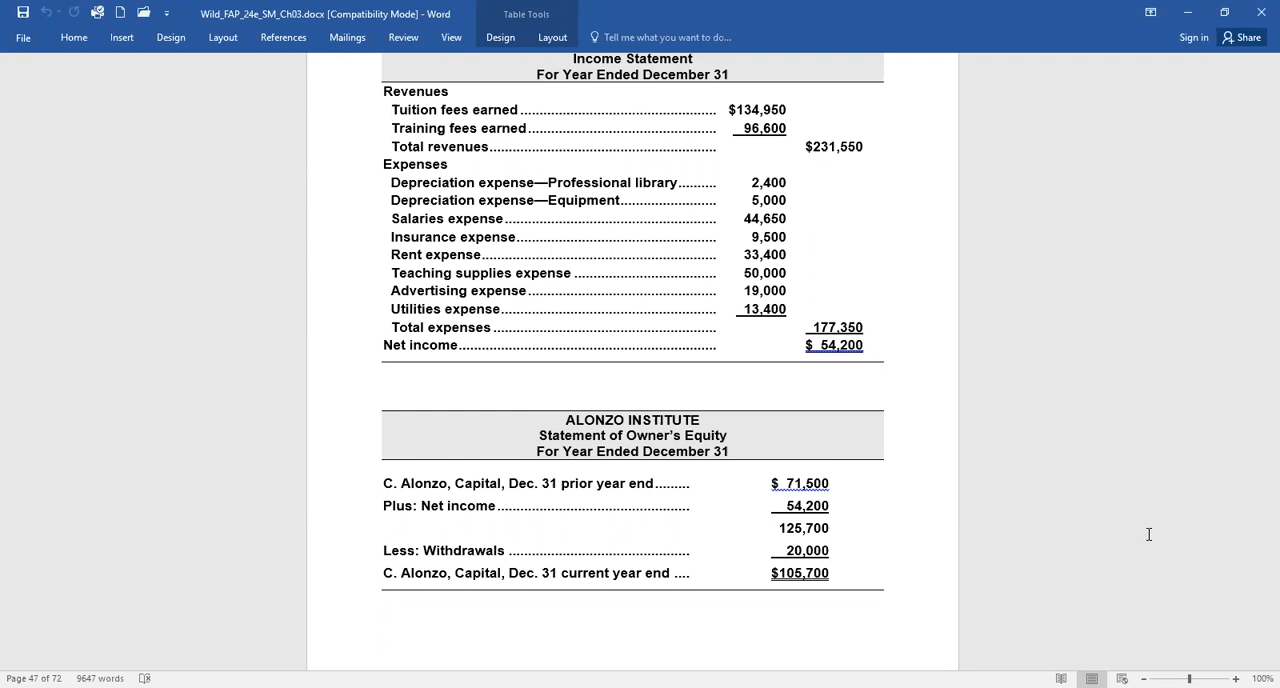 Wild_FAP_24e_SM_Ch03.docx [Compatibility Mode] - Word
Table Tools
File Home Insert Design Layout References Mailings Review View Design Layout Tell me what you want to do... Sign in Share
Income Statement
For Year Ended December 31
Revenues
Tuition fees earned .................................................. $134,950
Training fees earned ................................................ 96,600
Total revenues......................................................... $231,550
Expenses
Depreciation expense—Professional library.......... 2,400
Depreciation expense—Equipment........................ 5,000
Salaries expense ..................................................... 44,650
Insurance expense.................................................. 9,500
Rent expense........................................................... 33,400
Teaching supplies expense ................................... 50,000
Advertising expense ............................................... 19,000
Utilities expense...................................................... 13,400
Total expenses ........................................................ 177,350
Net income................................................................ $ 54,200
ALONZO INSTITUTE
Statement of Owner’s Equity
For Year Ended December 31
C. Alonzo, Capital, Dec. 31 prior year end ......... $ 71,500
Plus: Net income ................................................ 54,200
125,700
Less: Withdrawals ............................................. 20,000
C. Alonzo, Capital, Dec. 31 current year end .... $105,700
Page 47 of 72 9647 words 100%